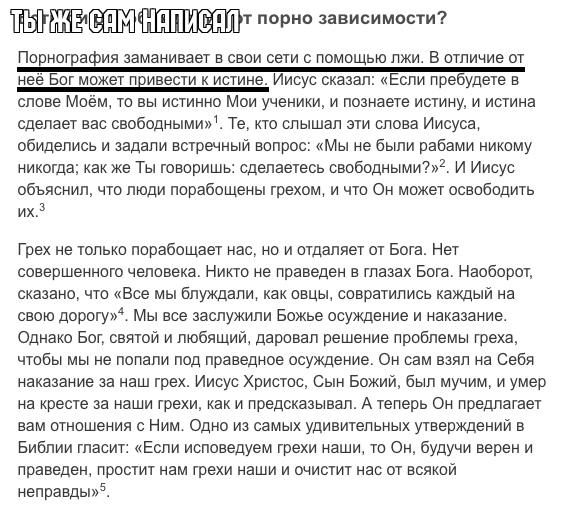 ТЫ ЖЕ САМ НАПИСАЛ
от порно зависимости?
Порнография заманивает в свои сети с помощью лжи. В отличие от
неё Бог может привести к истине. Иисус сказал: «Если пребудете в
слове Моём, то вы истинно Мои ученики, и познаете истину, и истина
сделает вас свободными»1. Те, кто слышал эти слова Иисуса,
обиделись и задали встречный вопрос: «Мы не были рабами никому
никогда; как же Ты говоришь: сделаетесь свободными?»2. И Иисус
объяснил, что люди порабощены грехом, и что Он может освободить
их.3
Грех не только порабощает нас, но и отдаляет от Бога. Нет
совершенного человека. Никто не праведен в глазах Бога. Наоборот,
сказано, что «Все мы блуждали, как овцы, совратились каждый на
свою дорогу»4. Мы все заслужили Божье осуждение и наказание.
Однако Бог, святой и любящий, даровал решение проблемы греха,
чтобы мы не попали под праведное осуждение. Он сам взял на Себя
наказание за наш грех. Иисус Христос, Сын Божий, был мучим, и умер
на кресте за наши грехи, как и предсказывал. А теперь Он предлагает
вам отношения с Ним. Одно из самых удивительных утверждений в
Библии гласит: «Если исповедуем грехи наши, то Он, будучи верен и
праведен, простит нам грехи наши и очистит нас от всякой
неправды»5.